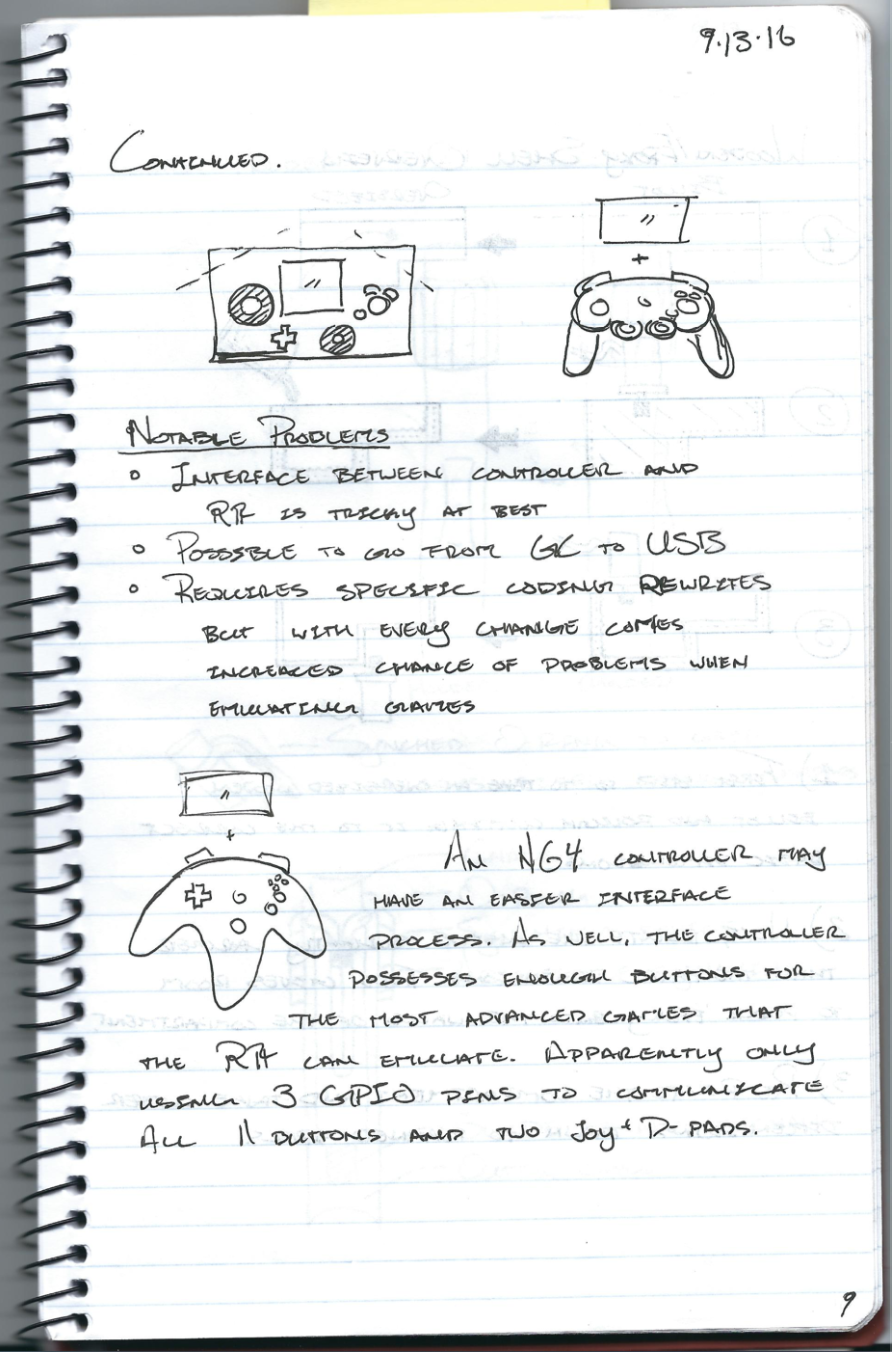 9.13.16
CONTINUED.
+
NOTABLE PROBLEMS
○ INTERFACE BETWEEN CONTROLLER AND
RPi IS TRICKY AT BEST
○ POSSIBLE TO GO FROM GC TO USB
○ REQUIRES SPECIFIC CODING REWRITES
BUT WITH EVERY CHANGE COMES
INCREASED CHANCE OF PROBLEMS WHEN
EMULATING GAMES
+
AN N64 CONTROLLER MAY
HAVE AN EASIER INTERFACE
PROCESS. AS WELL, THE CONTROLLER
POSSESSES ENOUGH BUTTONS FOR
THE MOST ADVANCED GAMES THAT
THE RPi CAN EMULATE. APPARENTLY ONLY
USING 3 GPIO PINS TO COMMUNICATE
ALL 11 BUTTONS AND TWO Joy + D-PADS.
9